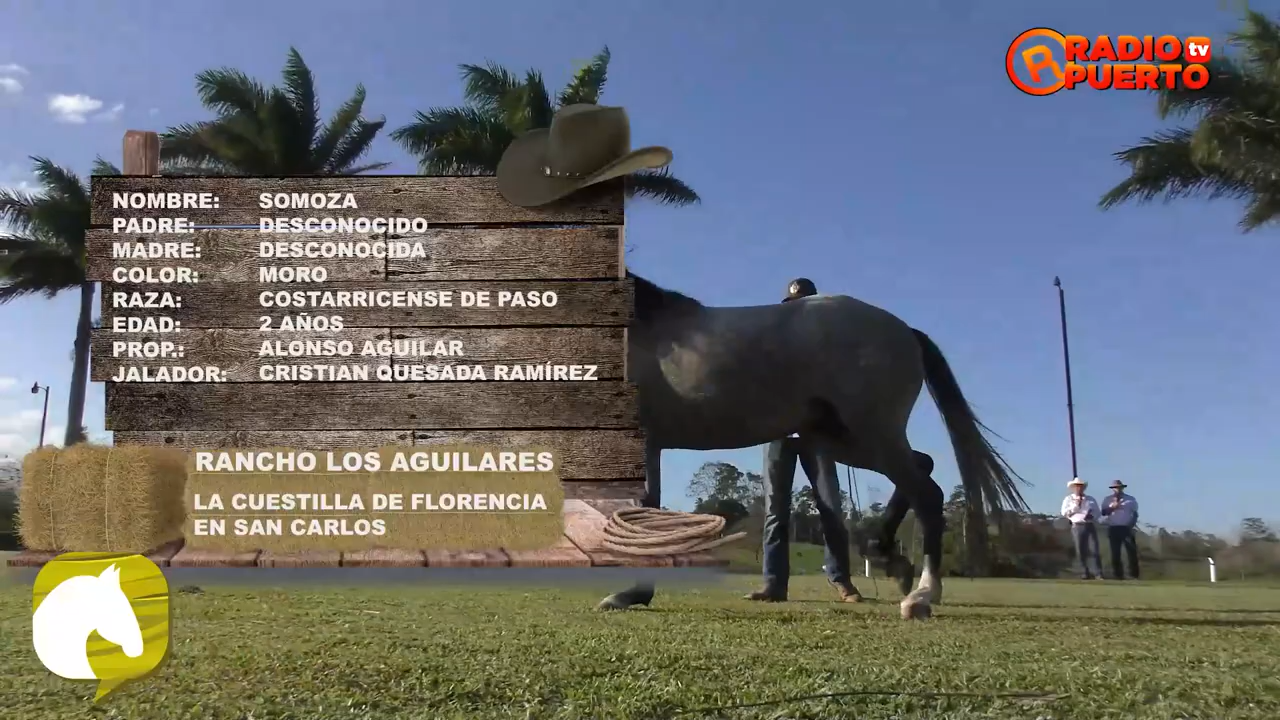 RADIO tv
PUERTO
NOMBRE: SOMOZA
PADRE: DESCONOCIDO
MADRE: DESCONOCIDA
COLOR: MORO
RAZA: COSTARRICENSE DE PASO
EDAD: 2 AÑOS
PROP.: ALONSO AGUILAR
JALADOR: CRISTIAN QUESADA RAMÍREZ
RANCHO LOS AGUILARES
LA CUESTILLA DE FLORENCIA
EN SAN CARLOS